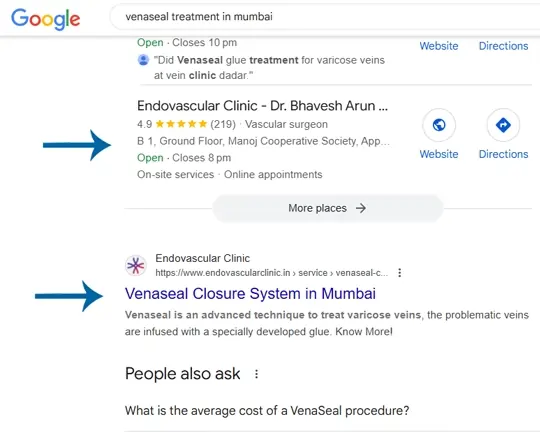 Google
venaseal treatment in mumbai
Open · Closes 10 pm
Website
Directions
"Did Venaseal glue treatment for varicose veins
at vein clinic dadar."
Endovascular Clinic - Dr. Bhavesh Arun ...
4.9 ★★★★★ (219) · Vascular surgeon
B 1, Ground Floor, Manoj Cooperative Society, App...
Open · Closes 8 pm
On-site services · Online appointments
Website
Directions
More places →
Endovascular Clinic
https://www.endovascularclinic.in › service › venaseal-c...
Venaseal Closure System in Mumbai
Venaseal is an advanced technique to treat varicose veins, the problematic veins
are infused with a specially developed glue. Know More!
People also ask
What is the average cost of a VenaSeal procedure?